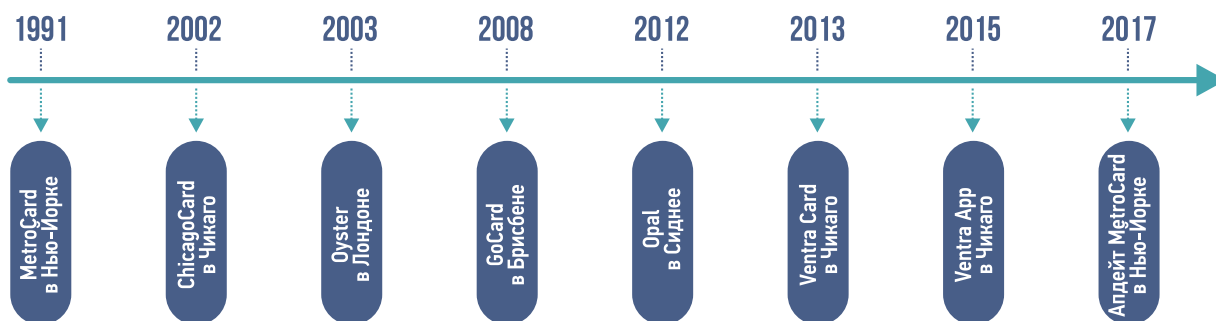 1991
2002
2003
2008
2012
2013
2015
2017
MetroCard
в Нью-Йорке
ChicagoCard
в Чикаго
Oyster
в Лондоне
GoCard
в Брисбене
Opal
в Сиднее
Ventra Card
в Чикаго
Ventra App
в Чикаго
Апдейт MetroCard
в Нью-Йорке